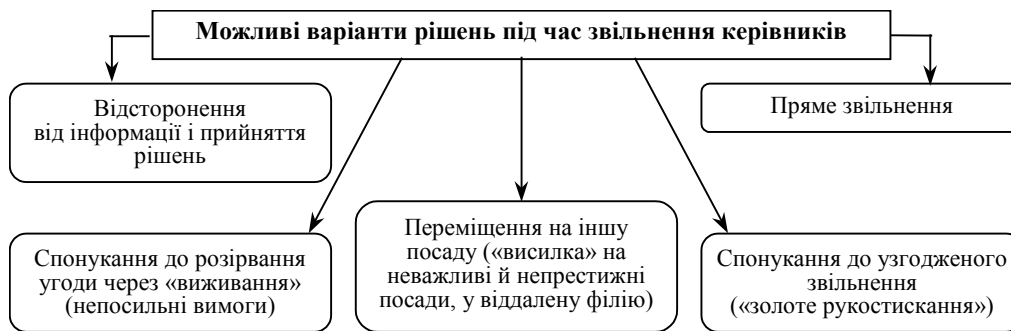 Можливі варіанти рішень під час звільнення керівників
Відсторонення
від інформації і прийняття
рішень
Пряме звільнення
Спонукання до розірвання
угоди через «виживання»
(непосильні вимоги)
Переміщення на іншу
посаду («висилка» на
неважливі й непрестижні
посади, у віддалену філію)
Спонукання до узгодженого
звільнення
(«золоте рукостискання»)